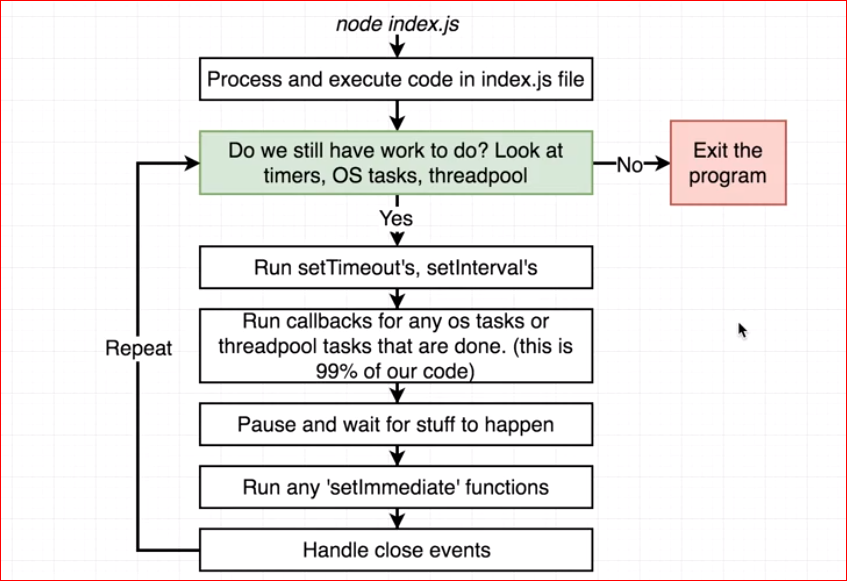 node index.js
Process and execute code in index.js file
Do we still have work to do? Look at
timers, OS tasks, threadpool
No
Exit the
program
Yes
Run setTimeout's, setInterval's
Run callbacks for any os tasks or
threadpool tasks that are done. (this is
99% of our code)
Repeat
Pause and wait for stuff to happen
Run any 'setImmediate' functions
Handle close events